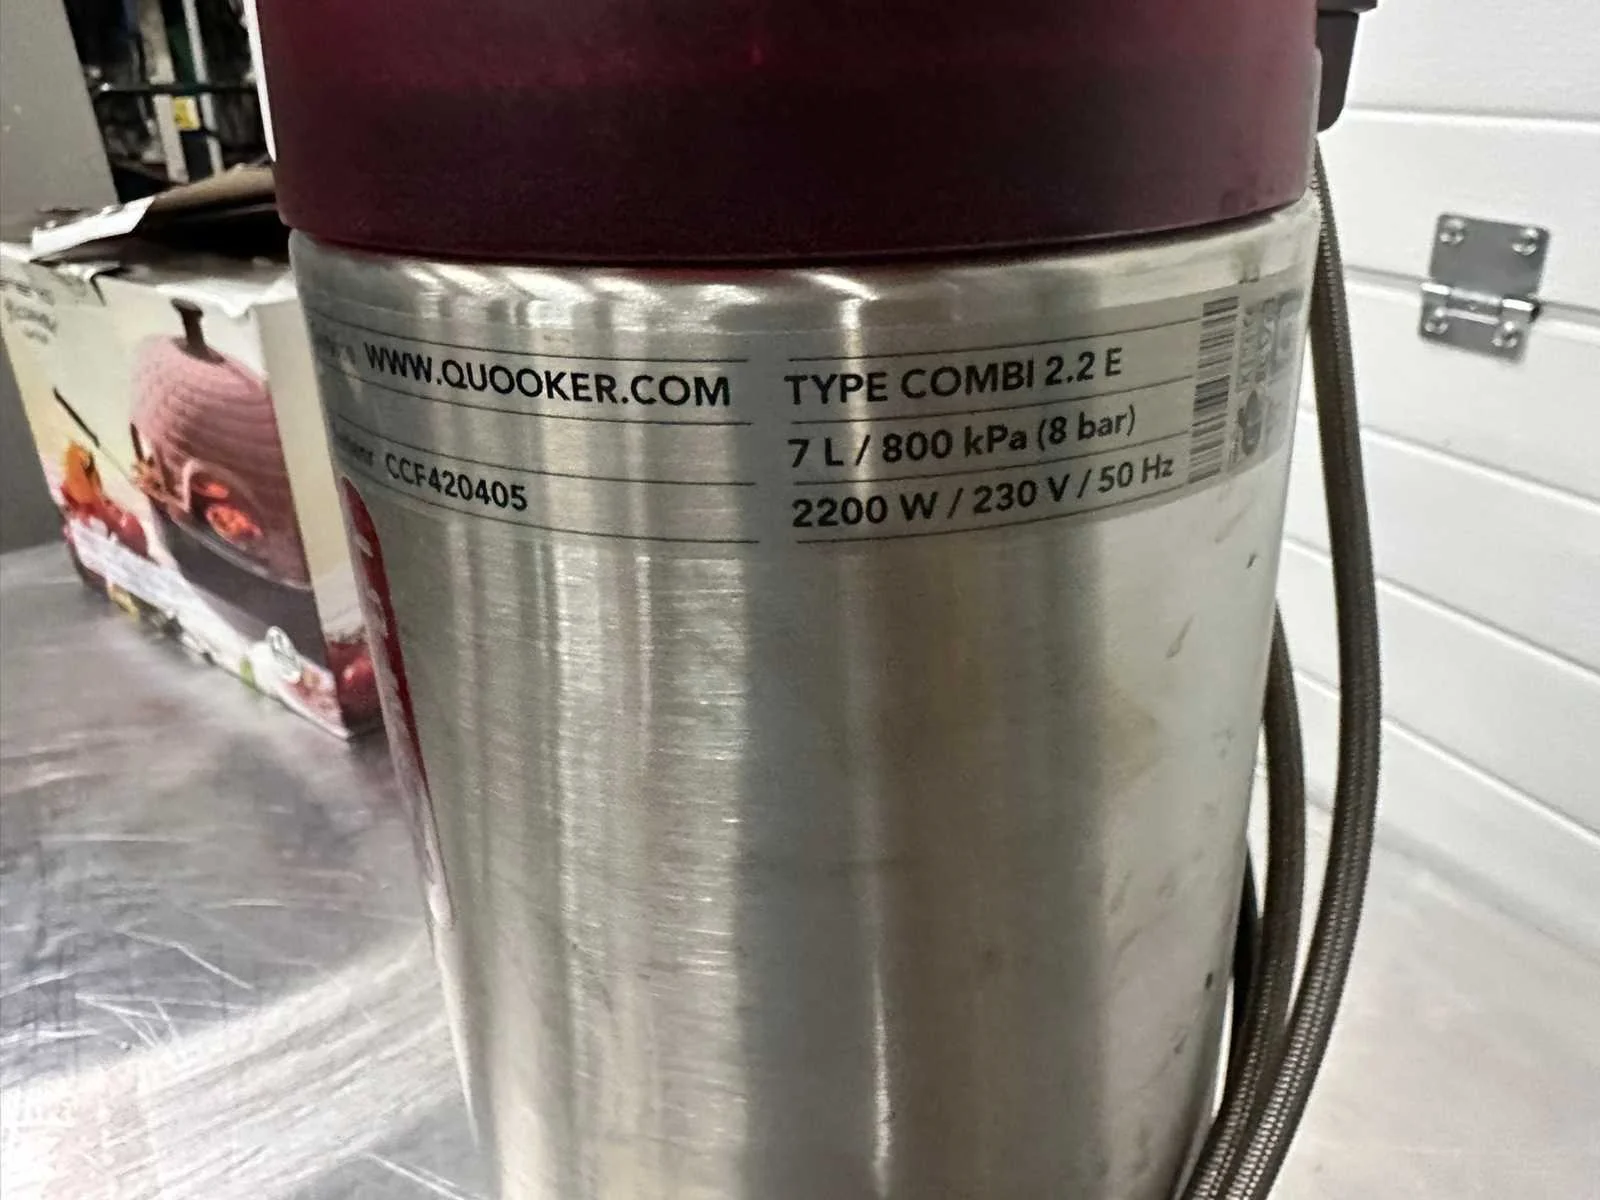 WWW.QUOOKER.COM
CCF420405
TYPE COMBI 2.2 E
7 L / 800 kPa (8 bar)
2200 W / 230 V / 50 Hz